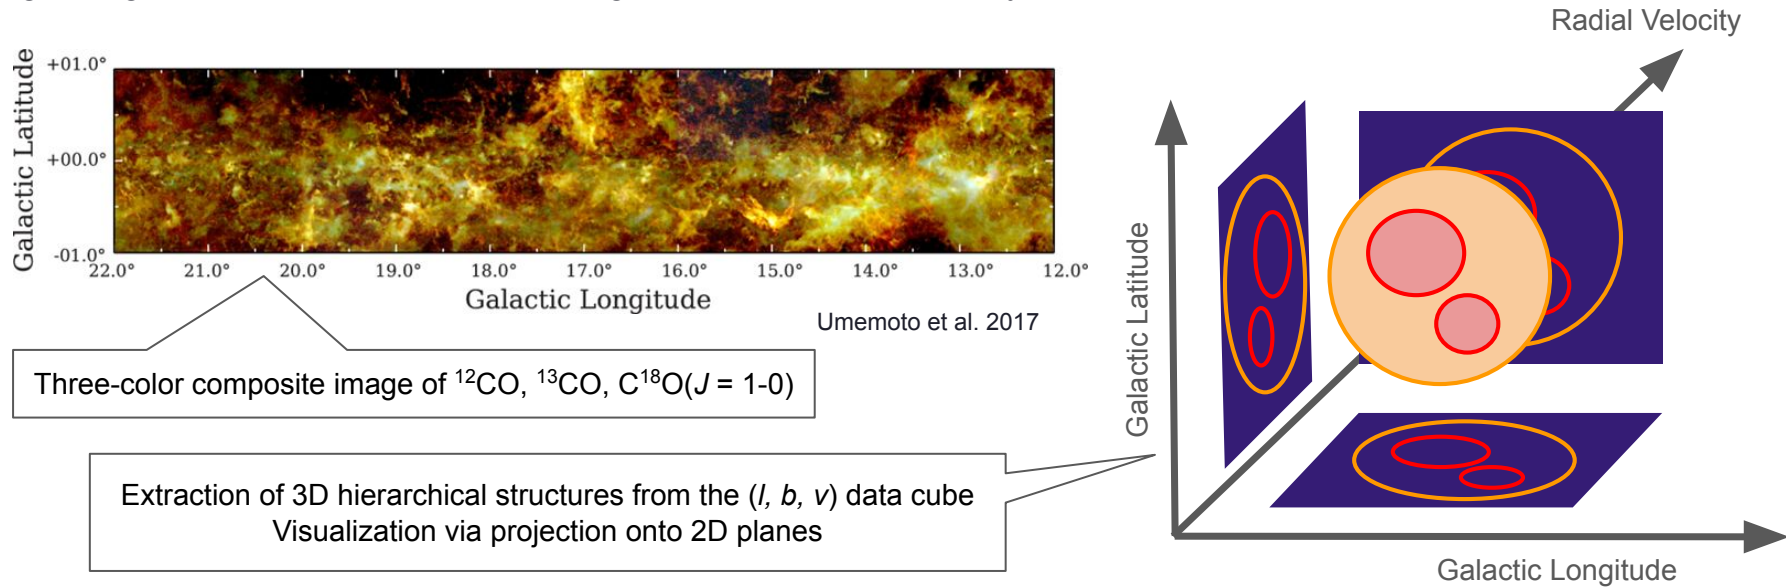 Radial Velocity
+01.0°
+00.0°
-01.0°
Galactic Latitude
22.0° 21.0° 20.0° 19.0° 18.0° 17.0° 16.0° 15.0° 14.0° 13.0° 12.0°
Galactic Longitude
Umemoto et al. 2017
Three-color composite image of ¹²CO, ¹³CO, C¹⁸O(J = 1-0)
Extraction of 3D hierarchical structures from the (l, b, v) data cube
Visualization via projection onto 2D planes
Galactic Latitude
Galactic Longitude